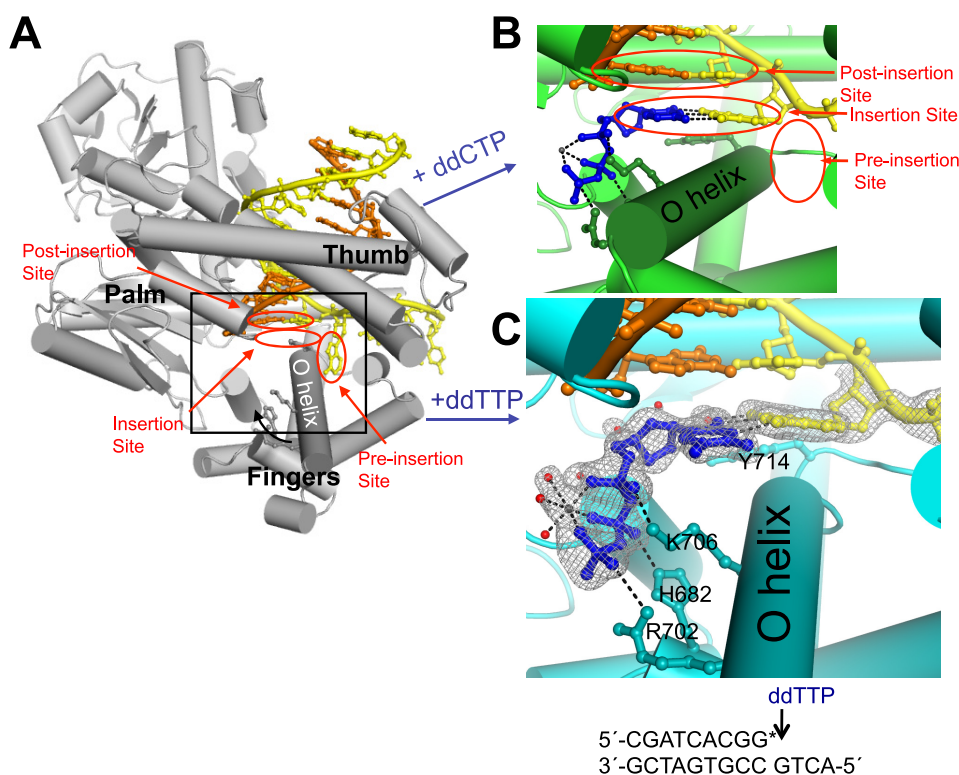 A
+ ddCTP
Thumb
Post-insertion
Site
Palm
O helix
+ddTTP
Insertion
Site
Fingers
Pre-insertion
Site
B
Post-insertion
Site
Insertion Site
Pre-insertion
Site
O helix
C
Y714
K706
H682
R702
O helix
ddTTP
5´-CGATCACGG*
3´-GCTAGTGCC GTCA-5´